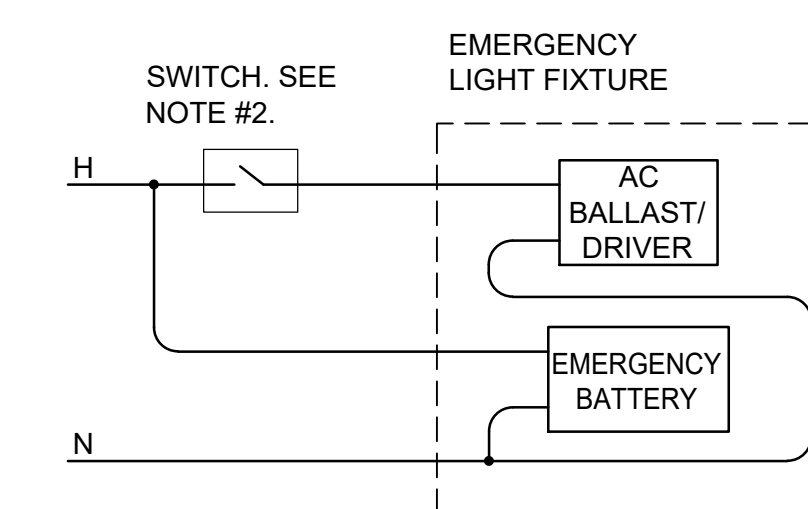 EMERGENCY
LIGHT FIXTURE
SWITCH. SEE
NOTE #2.
H
AC
BALLAST/
DRIVER
EMERGENCY
BATTERY
N